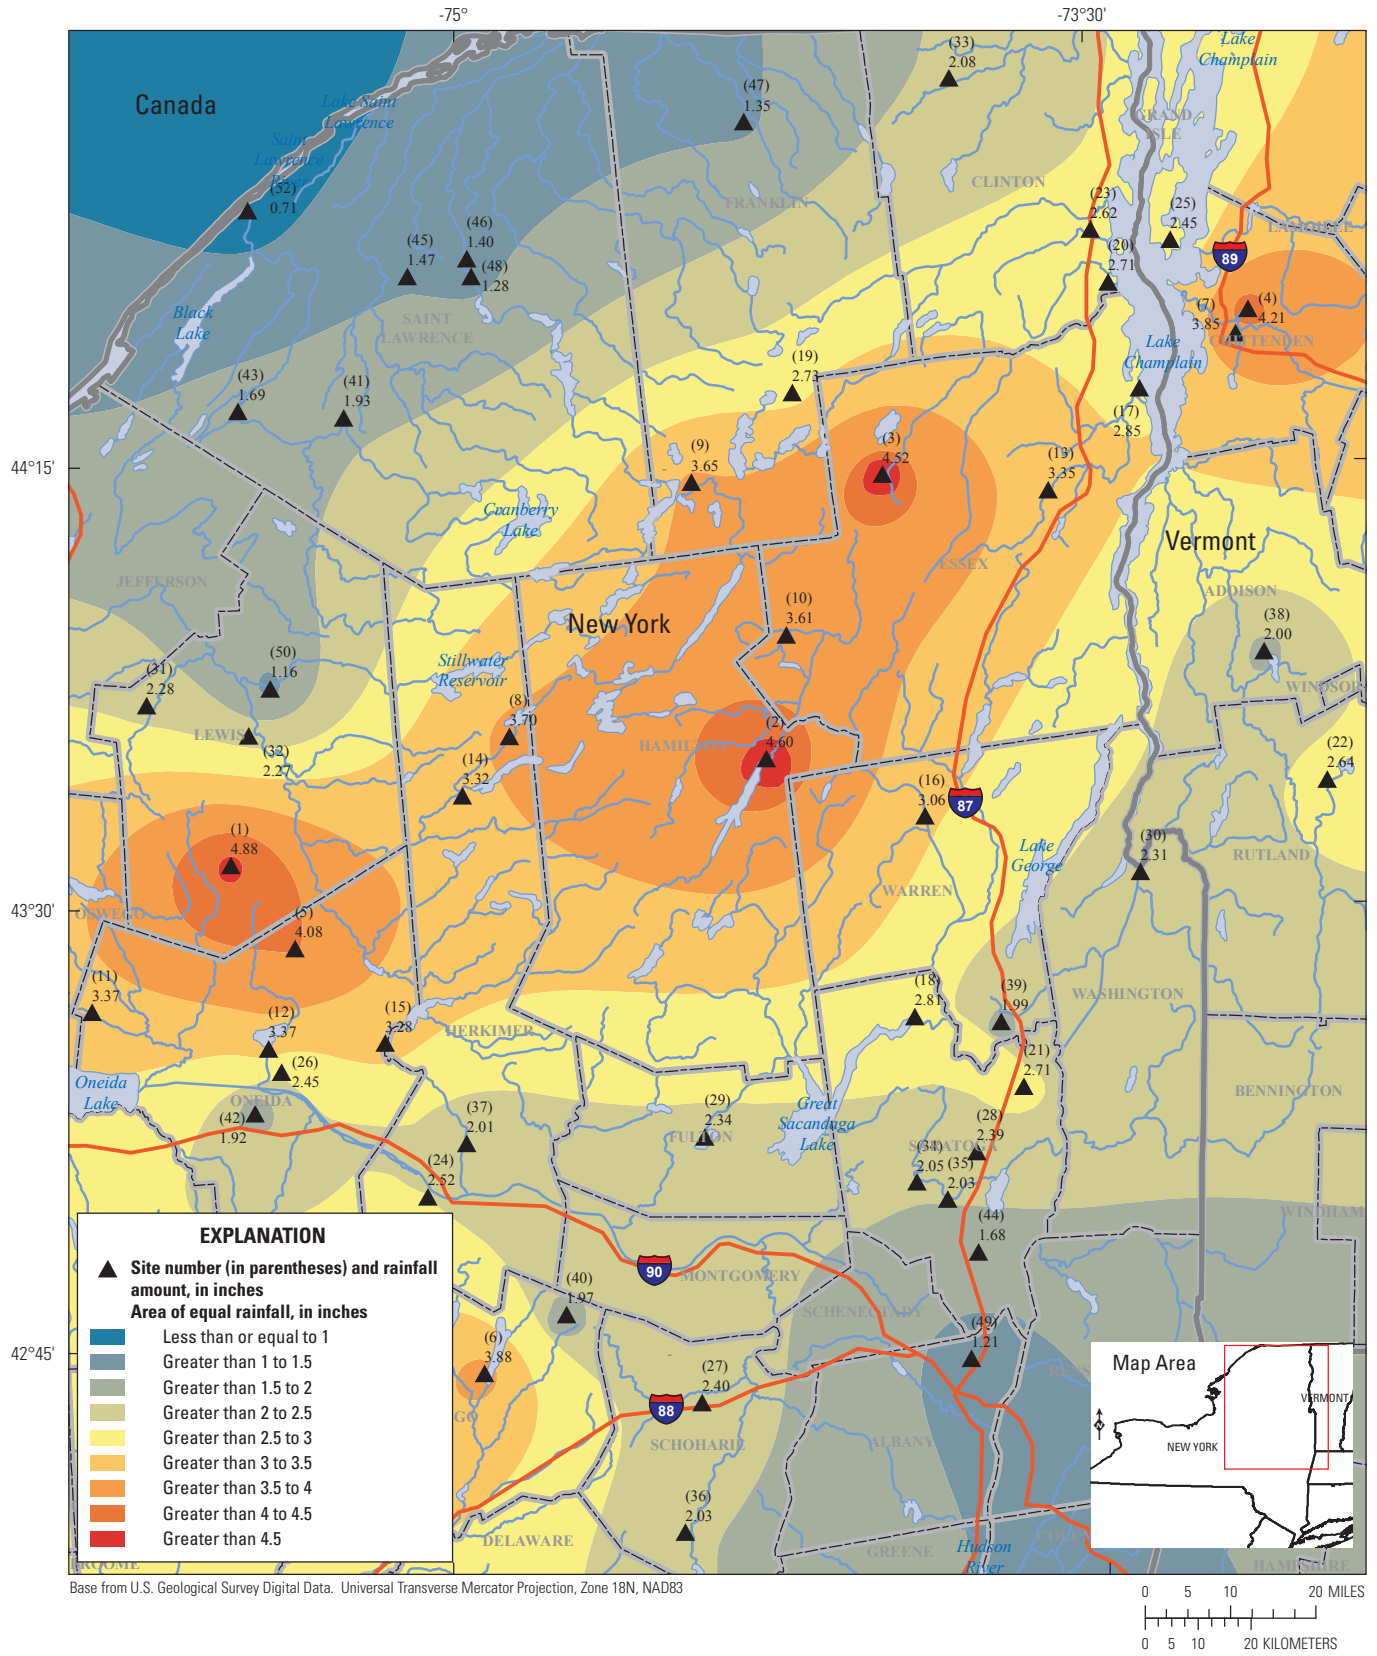 -75°
-73°30'
Canada
Lake Saint
Lawrence
Saint
Lawrence
River
(52)
0.71
(47)
1.35
(33)
2.08
Lake
Champlain
GRAND
ISLE
CLINTON
FRANKLIN
(23)
2.62
(25)
2.45
(20)
2.71
89
LAMOILLE
(46)
1.40
(45)
1.47
(48)
1.28
Black
Lake
SAINT
LAWRENCE
(7)
3.85
(4)
4.21
CHITTENDEN
Lake
Champlain
(43)
1.69
(41)
1.93
(19)
2.73
(17)
2.85
44°15'
(9)
3.65
(3)
4.52
(13)
3.35
Cranberry
Lake
Vermont
JEFFERSON
ESSEX
ADDISON
New York
(10)
3.61
(38)
2.00
(50)
1.16
(31)
2.28
Stillwater
Reservoir
WINDSOR
(8)
3.70
(2)
4.60
HAMILTON
LEWIS
(32)
2.27
(14)
3.32
(22)
2.64
(16)
3.06
87
(1)
4.88
Lake
George
(30)
2.31
RUTLAND
WARREN
43°30'
OSWEGO
(5)
4.08
(11)
3.37
(12)
3.37
(15)
3.28
HERKIMER
(18)
2.81
(39)
1.99
WASHINGTON
(26)
2.45
(21)
2.71
Oneida
Lake
ONEIDA
(42)
1.92
(37)
2.01
(29)
2.34
FULTON
Great
Sacandaga
Lake
BENNINGTON
(28)
2.39
SARATOGA
(34)
2.05
(35)
2.03
(24)
2.52
(44)
1.68
WINDHAM
EXPLANATION
Site number (in parentheses) and rainfall
amount, in inches
Area of equal rainfall, in inches
Less than or equal to 1
Greater than 1 to 1.5
Greater than 1.5 to 2
Greater than 2 to 2.5
Greater than 2.5 to 3
Greater than 3 to 3.5
Greater than 3.5 to 4
Greater than 4 to 4.5
Greater than 4.5
90
MONTGOMERY
(40)
1.97
SCHENECTADY
(49)
1.21
42°45'
(6)
3.88
(27)
2.40
88
GO
SCHOHARIE
ALBANY
RENS
Map Area
VERMONT
NEW YORK
N
(36)
2.03
DELAWARE
GREENE
Hudson
River
COLU
BROOME
HAMPSHIRE
Base from U.S. Geological Survey Digital Data. Universal Transverse Mercator Projection, Zone 18N, NAD83
0 5 10 20 MILES
0 5 10 20 KILOMETERS